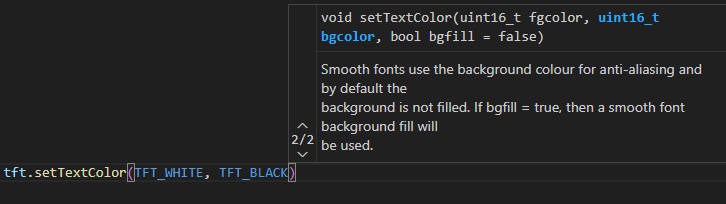 void setTextColor(uint16_t fgcolor, uint16_t
bgcolor, bool bgfill = false)
Smooth fonts use the background colour for anti-aliasing and
by default the
background is not filled. If bgfill = true, then a smooth font
background fill will
2/2
be used.
tft.setTextColor(TFT_WHITE, TFT_BLACK)